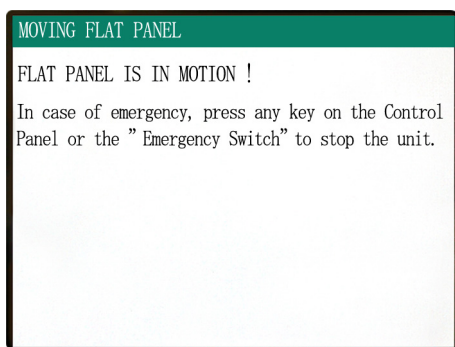 MOVING FLAT PANEL
FLAT PANEL IS IN MOTION !
In case of emergency, press any key on the Control
Panel or the ” Emergency Switch” to stop the unit.